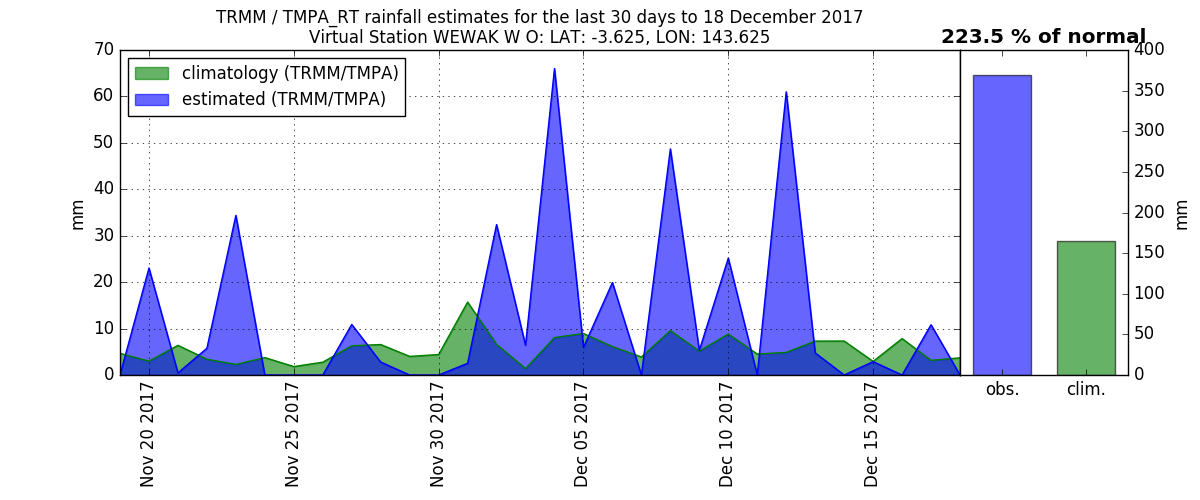 TRMM / TMPA_RT rainfall estimates for the last 30 days to 18 December 2017
Virtual Station WEWAK W O: LAT: -3.625, LON: 143.625
223.5 % of normal
climatology (TRMM/TMPA)
estimated (TRMM/TMPA)
70
60
50
40
30
20
10
0
mm
Nov 20 2017
Nov 25 2017
Nov 30 2017
Dec 05 2017
Dec 10 2017
Dec 15 2017
obs.
clim.
400
350
300
250
200
150
100
50
0
mm